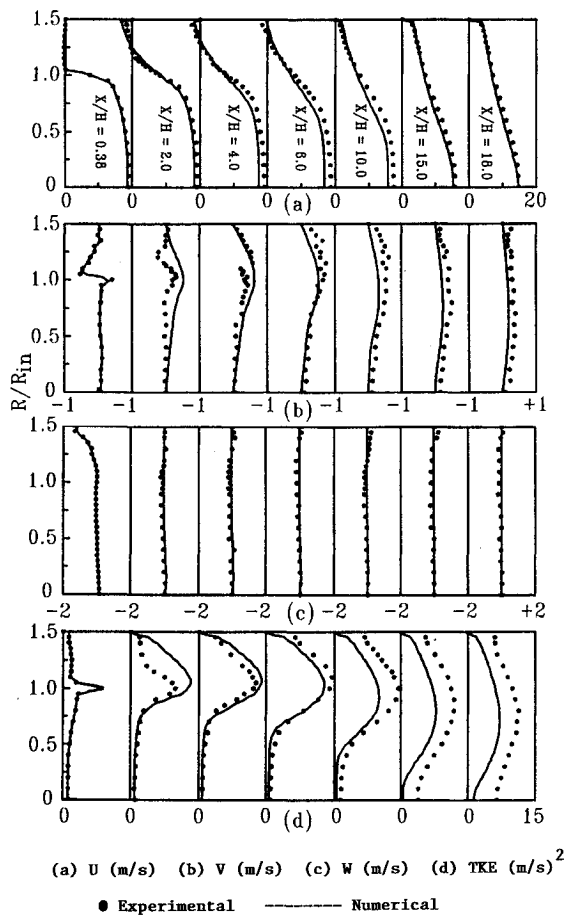 1.5
1.0
0.5
0
X/H = 0.38
X/H = 2.0
X/H = 4.0
X/H = 8.0
X/H = 10.0
X/H = 15.0
X/H = 18.0
0 0 0 0 0 0 0 20
(a)
1.5
1.0
0.5
0
-1 -1 -1 -1 -1 -1 -1 +1
(b)
R/Rin
1.5
1.0
0.5
0
-2 -2 -2 -2 -2 -2 -2 +2
(c)
1.5
1.0
0.5
0
0 0 0 0 0 0 0 15
(d)
(a) U (m/s) (b) V (m/s) (c) W (m/s) (d) TKE (m/s)²
● Experimental ——— Numerical